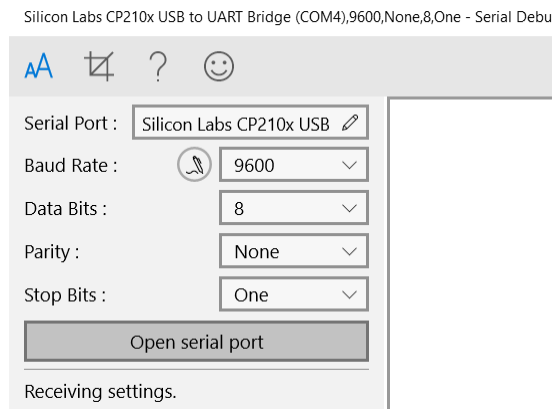 Silicon Labs CP210x USB to UART Bridge (COM4),9600,None,8,One - Serial Debu
AA
?
Serial Port : Silicon Labs CP210x USB
Baud Rate : 9600
Data Bits : 8
Parity : None
Stop Bits : One
Open serial port
Receiving settings.